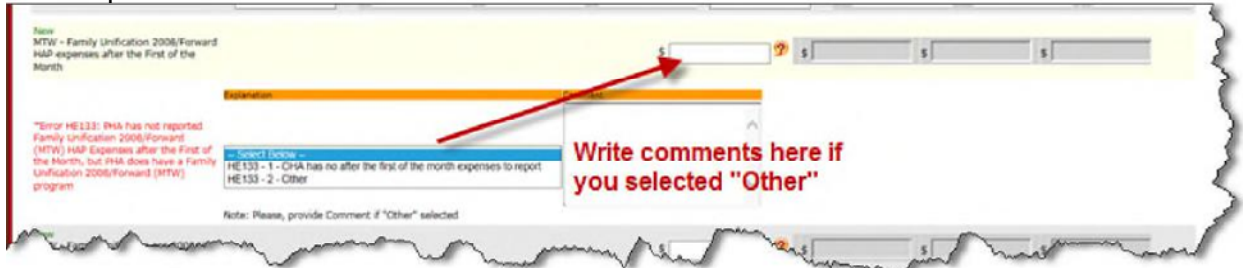 New
MTW - Family Unification 2008/Forward
HAP expenses after the First of the
Month
$
?
$
$
$
Explanation
Comment
*Error HE133: PHA has not reported
Family Unification 2008/Forward
(MTW) HAP Expenses after the First of
the Month, but PHA does have a Family
Unification 2008/Forward (MTW)
program
-- Select Below --
HE133 - 1 - OHA has no after the first of the month expenses to report
HE133 - 2 - Other
Write comments here if
you selected "Other"
Note: Please, provide Comment if "Other" selected
$
$
$
$